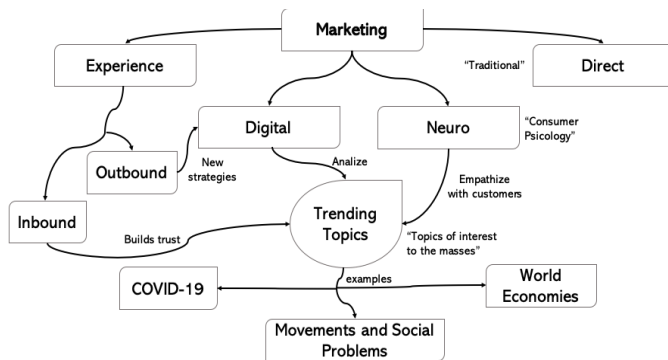 Marketing
Experience
"Traditional"
Direct
Digital
Neuro
"Consumer
Psicology"
Outbound
New
strategies
Analize
Empathize
with customers
Inbound
Builds trust
Trending
Topics
"Topics of interest
to the masses"
examples
COVID-19
World
Economies
Movements and Social
Problems